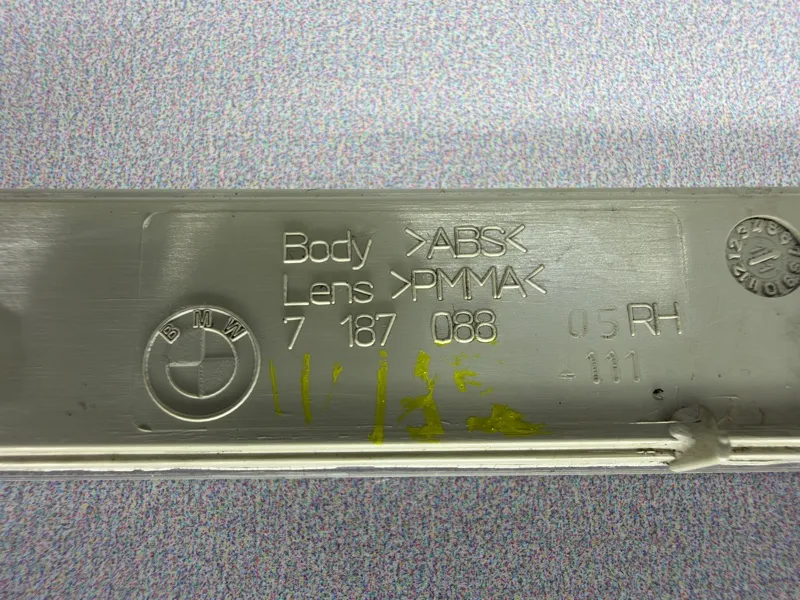 Body >ABS<
Lens >PMMA<
7 187 088 05 RH
-111
BMW